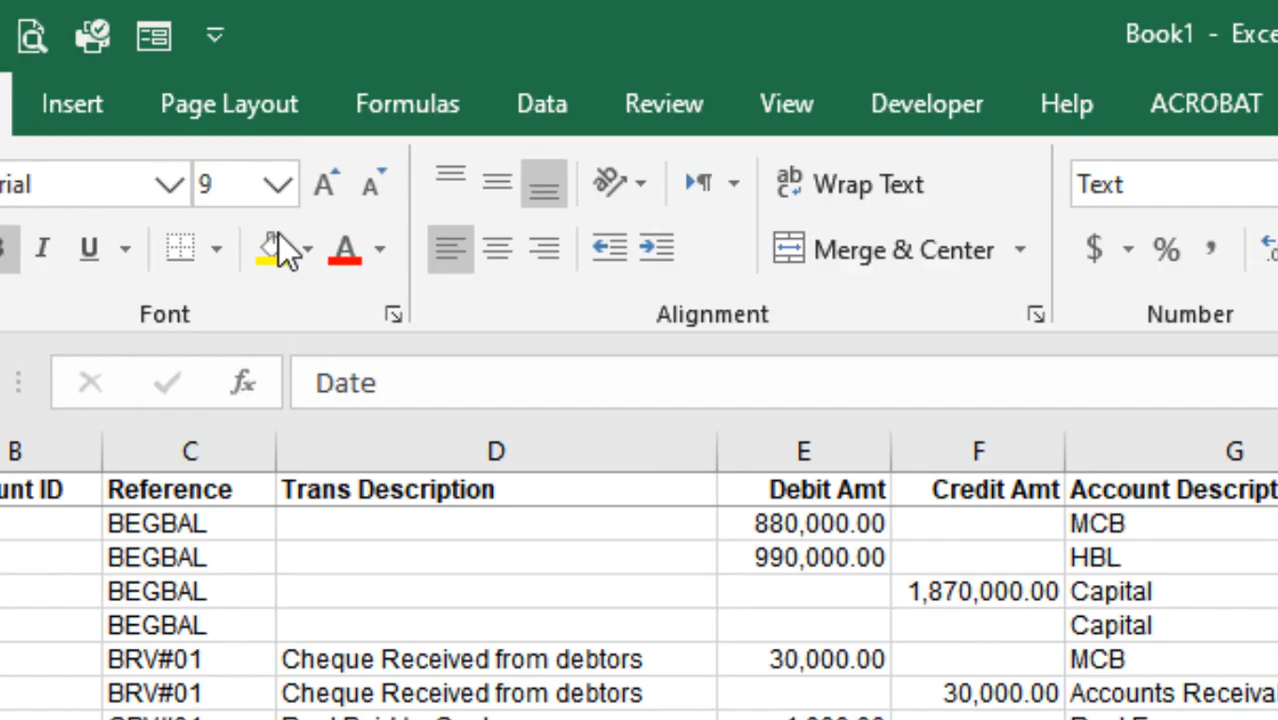 Book1 - Exce
Insert Page Layout Formulas Data Review View Developer Help ACROBAT
rial 9 A A ab Wrap Text Text
B I U A Merge & Center $ % ,
Font Alignment Number
fx Date
B C D E F G
unt ID Reference Trans Description Debit Amt Credit Amt Account Descript
BEGBAL 880,000.00 MCB
BEGBAL 990,000.00 HBL
BEGBAL 1,870,000.00 Capital
BEGBAL Capital
BRV#01 Cheque Received from debtors 30,000.00 MCB
BRV#01 Cheque Received from debtors 30,000.00 Accounts Receival